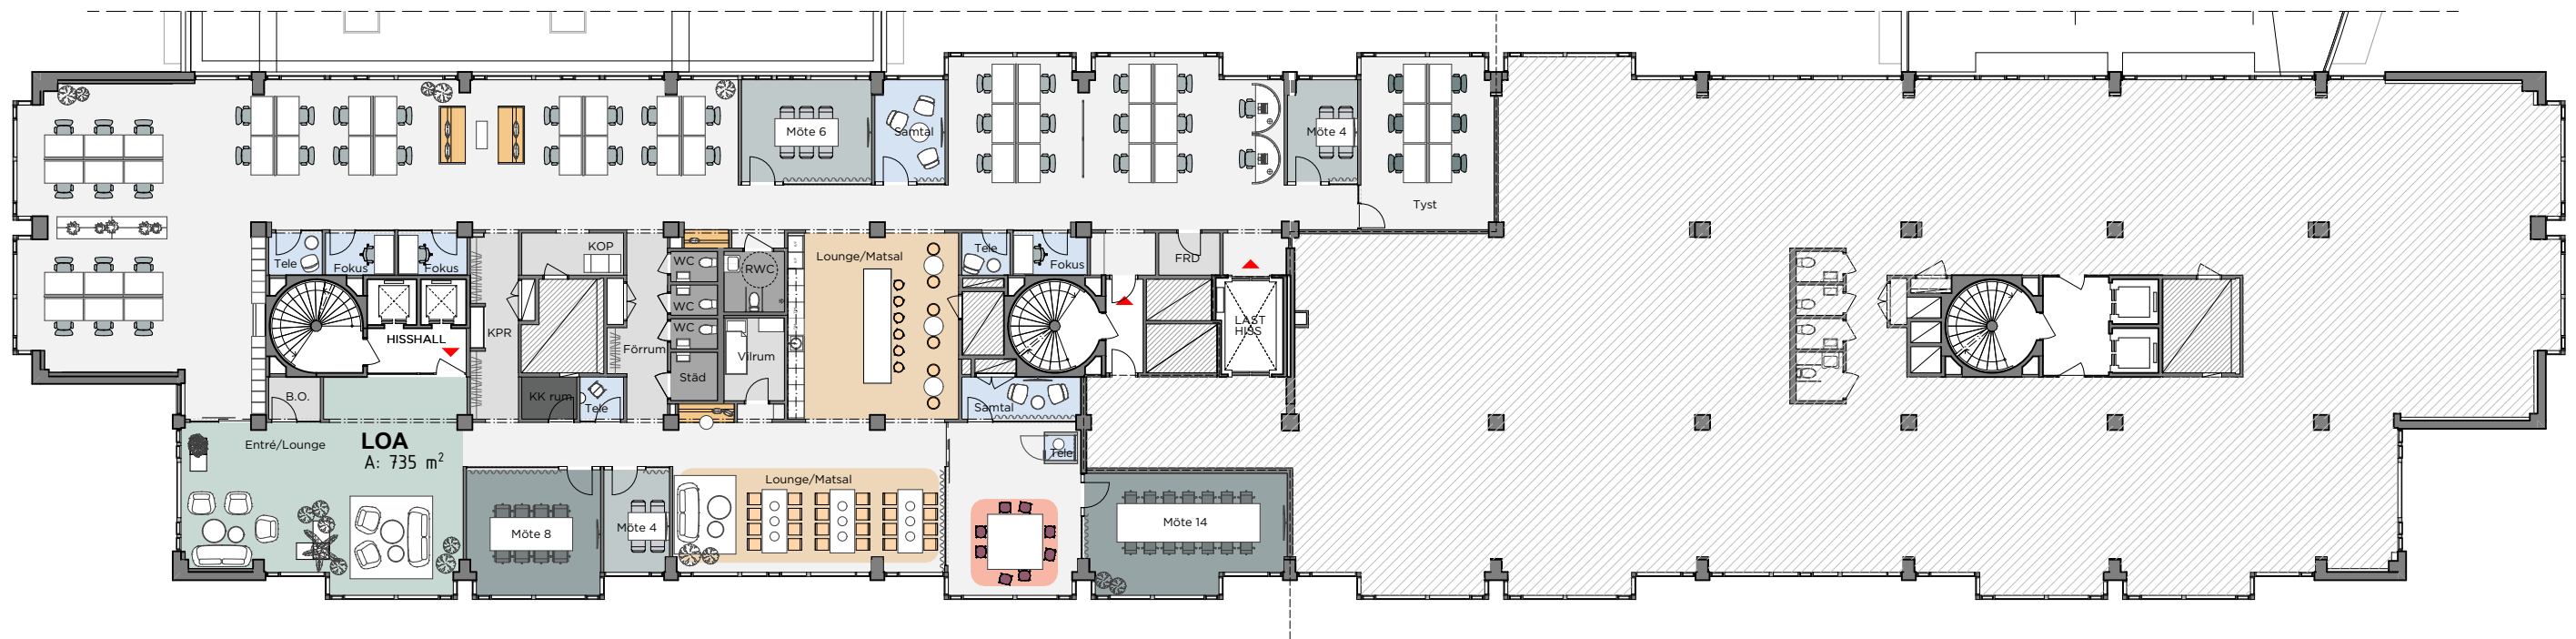 Möte 6
Samtal
Möte 4
Tyst
Tele
Fokus
Fokus
KOP
WC
RWC
Lounge/Matsal
Tele
Fokus
FRD
WC
WC
HISSHALL
KPR
Förrum
Vilrum
LAST
HISS
Städ
B.O.
KK rum
Tele
Samtal
Entré/Lounge
LOA
A: 735 m²
Tele
Lounge/Matsal
Möte 8
Möte 4
Möte 14